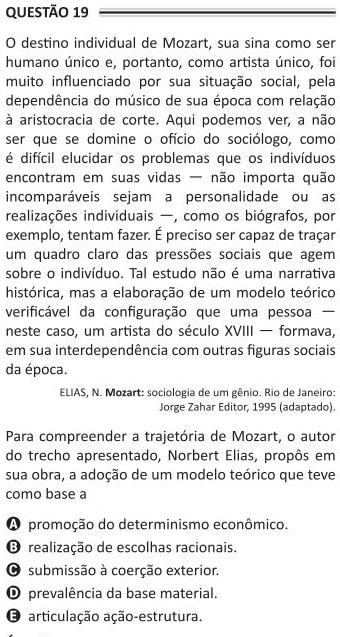 QUESTÃO 19
O destino individual de Mozart, sua sina como ser
humano único e, portanto, como artista único, foi
muito influenciado por sua situação social, pela
dependência do músico de sua época com relação
à aristocracia de corte. Aqui podemos ver, a não
ser que se domine o ofício do sociólogo, como
é difícil elucidar os problemas que os indivíduos
encontram em suas vidas — não importa quão
incomparáveis sejam a personalidade ou as
realizações individuais —, como os biógrafos, por
exemplo, tentam fazer. É preciso ser capaz de traçar
um quadro claro das pressões sociais que agem
sobre o indivíduo. Tal estudo não é uma narrativa
histórica, mas a elaboração de um modelo teórico
verificável da configuração que uma pessoa —
neste caso, um artista do século XVIII — formava,
em sua interdependência com outras figuras sociais
da época.
ELIAS, N. Mozart: sociologia de um gênio. Rio de Janeiro:
Jorge Zahar Editor, 1995 (adaptado).
Para compreender a trajetória de Mozart, o autor
do trecho apresentado, Norbert Elias, propôs em
sua obra, a adoção de um modelo teórico que teve
como base a
A promoção do determinismo econômico.
B realização de escolhas racionais.
C submissão à coerção exterior.
D prevalência da base material.
E articulação ação-estrutura.